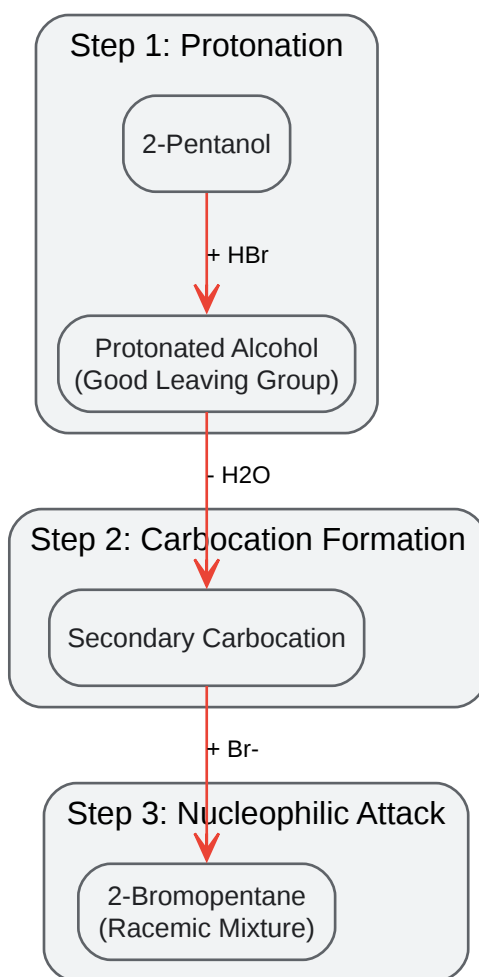 Step 1: Protonation
2-Pentanol
+ HBr
Protonated Alcohol
(Good Leaving Group)
- H2O
Step 2: Carbocation Formation
Secondary Carbocation
+ Br-
Step 3: Nucleophilic Attack
2-Bromopentane
(Racemic Mixture)